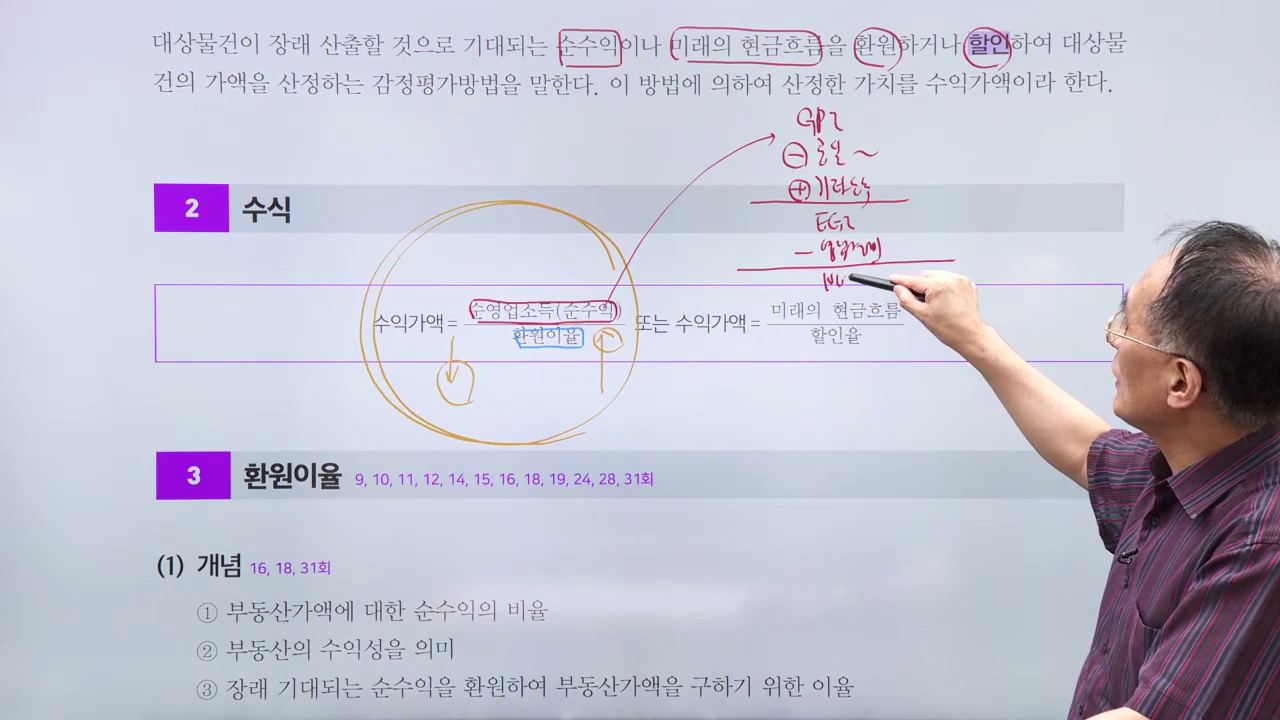 대상물건이 장래 산출할 것으로 기대되는 순수익이나 미래의 현금흐름을 환원하거나 할인하여 대상물
건의 가액을 산정하는 감정평가방법을 말한다. 이 방법에 의하여 산정한 가치를 수익가액이라 한다.
GPI
⊖ 공실 ~
⊕ 기타소득
2 수식
EGI
- 영업경비
수익가액 = 순영업소득(순수익) / 환원이율 또는 수익가액 = 미래의 현금흐름 / 할인율
3 환원이율 9, 10, 11, 12, 14, 15, 16, 18, 19, 24, 28, 31회
(1) 개념 16, 18, 31회
① 부동산가액에 대한 순수익의 비율
② 부동산의 수익성을 의미
③ 장래 기대되는 순수익을 환원하여 부동산가액을 구하기 위한 이율